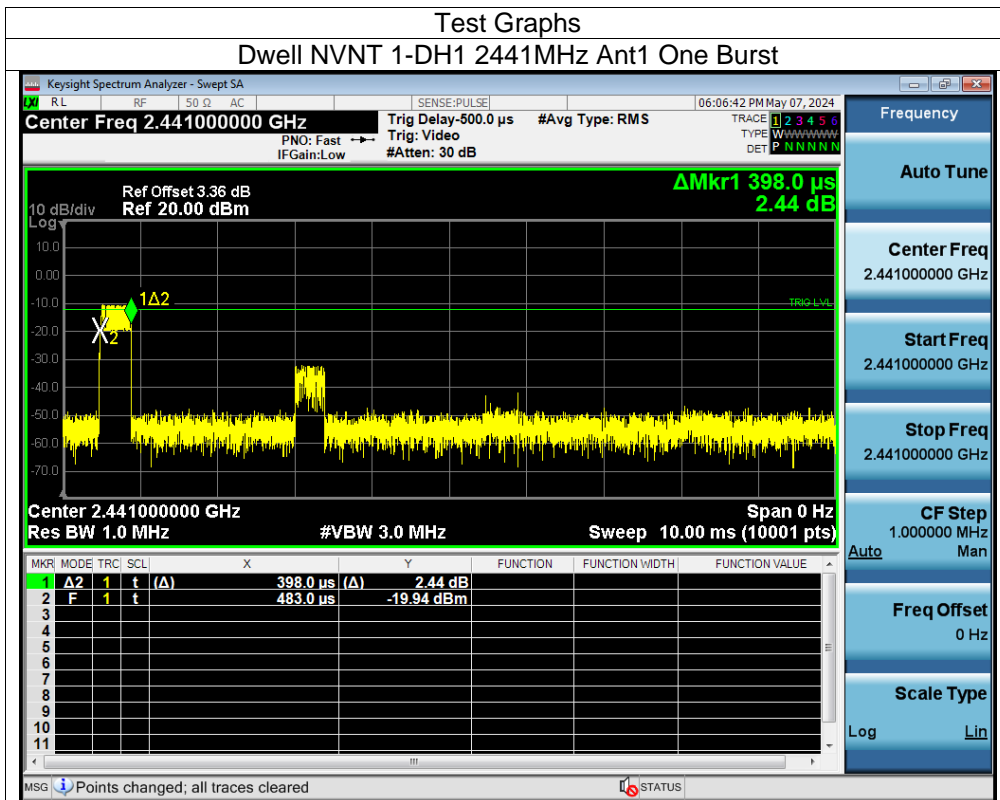 Test Graphs
Dwell NVNT 1-DH1 2441MHz Ant1 One Burst
Keysight Spectrum Analyzer - Swept SA
LXI RL RF 50 Ω AC SENSE:PULSE 06:06:42 PM May 07, 2024
Center Freq 2.441000000 GHz Trig Delay-500.0 µs #Avg Type: RMS TRACE 1 2 3 4 5 6
PNO: Fast Trig: Video TYPE WWWWWW
IFGain:Low #Atten: 30 dB DET P N N N N N
Frequency
Auto Tune
Center Freq
2.441000000 GHz
Start Freq
2.441000000 GHz
Stop Freq
2.441000000 GHz
CF Step
1.000000 MHz
Auto Man
Freq Offset
0 Hz
Scale Type
Log Lin
ΔMkr1 398.0 µs
2.44 dB
Ref Offset 3.36 dB
10 dB/div Ref 20.00 dBm
Log
10.0
0.00
-10.0
-20.0
-30.0
-40.0
-50.0
-60.0
-70.0
1Δ2
2
TRIG LVL
Center 2.441000000 GHz Span 0 Hz
Res BW 1.0 MHz #VBW 3.0 MHz Sweep 10.00 ms (10001 pts)
MKR MODE TRC SCL X Y FUNCTION FUNCTION WIDTH FUNCTION VALUE
1 Δ2 1 t (Δ) 398.0 µs (Δ) 2.44 dB
2 F 1 t 483.0 µs -19.94 dBm
3
4
5
6
7
8
9
10
11
MSG Points changed; all traces cleared STATUS